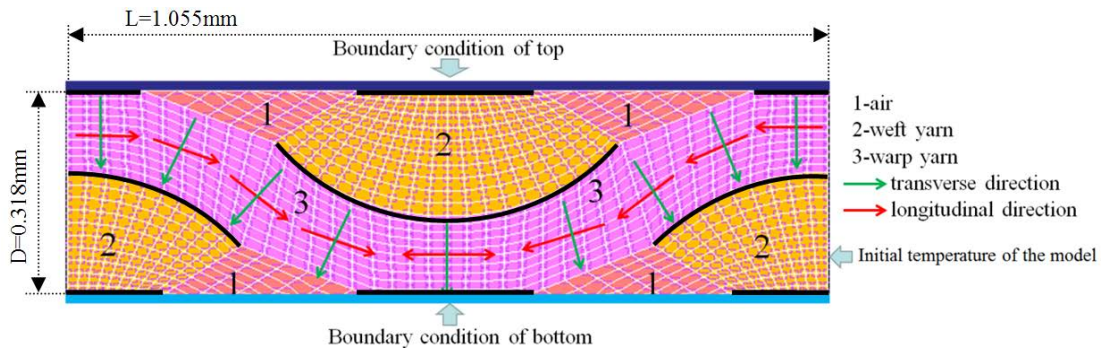 L=1.055mm
Boundary condition of top
D=0.318mm
1
1
2
3
3
2
2
1
1
1-air
2-weft yarn
3-warp yarn
transverse direction
longitudinal direction
Initial temperature of the model
Boundary condition of bottom